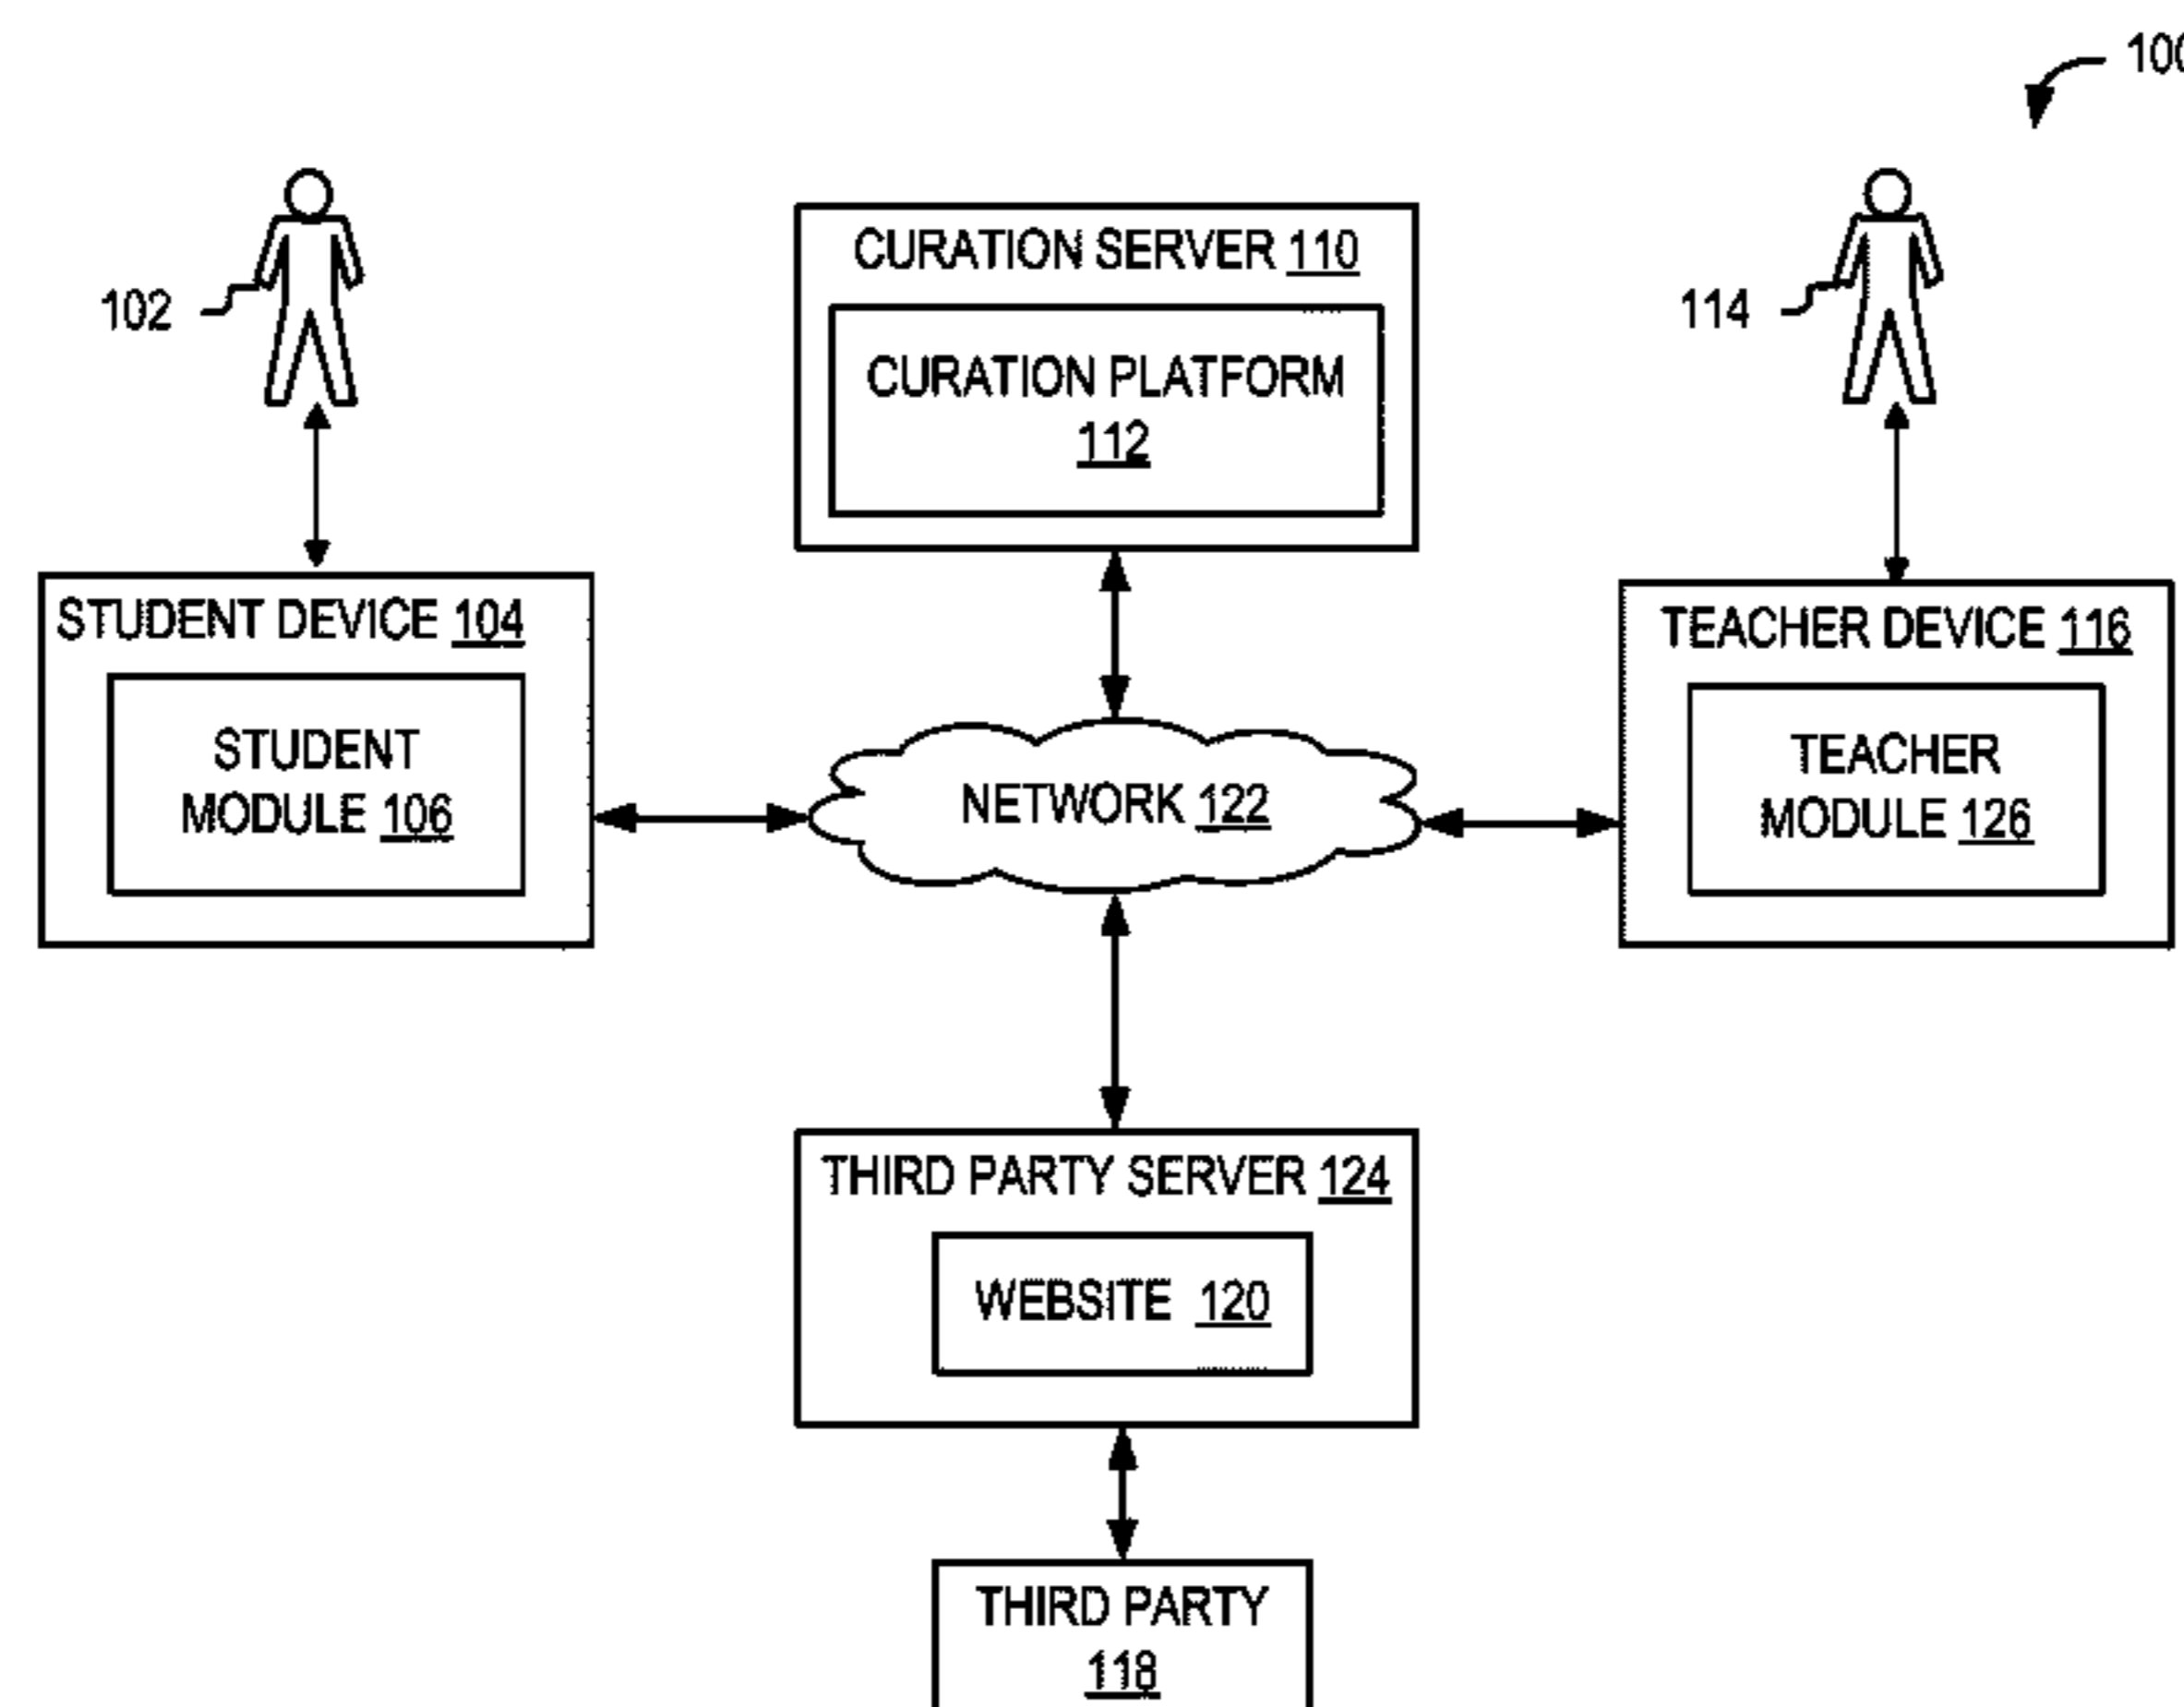 100
CURATION SERVER 110
102
114
CURATION PLATFORM
112
STUDENT DEVICE 104
TEACHER DEVICE 116
STUDENT
MODULE 106
TEACHER
MODULE 126
NETWORK 122
THIRD PARTY SERVER 124
WEBSITE 120
THIRD PARTY
118